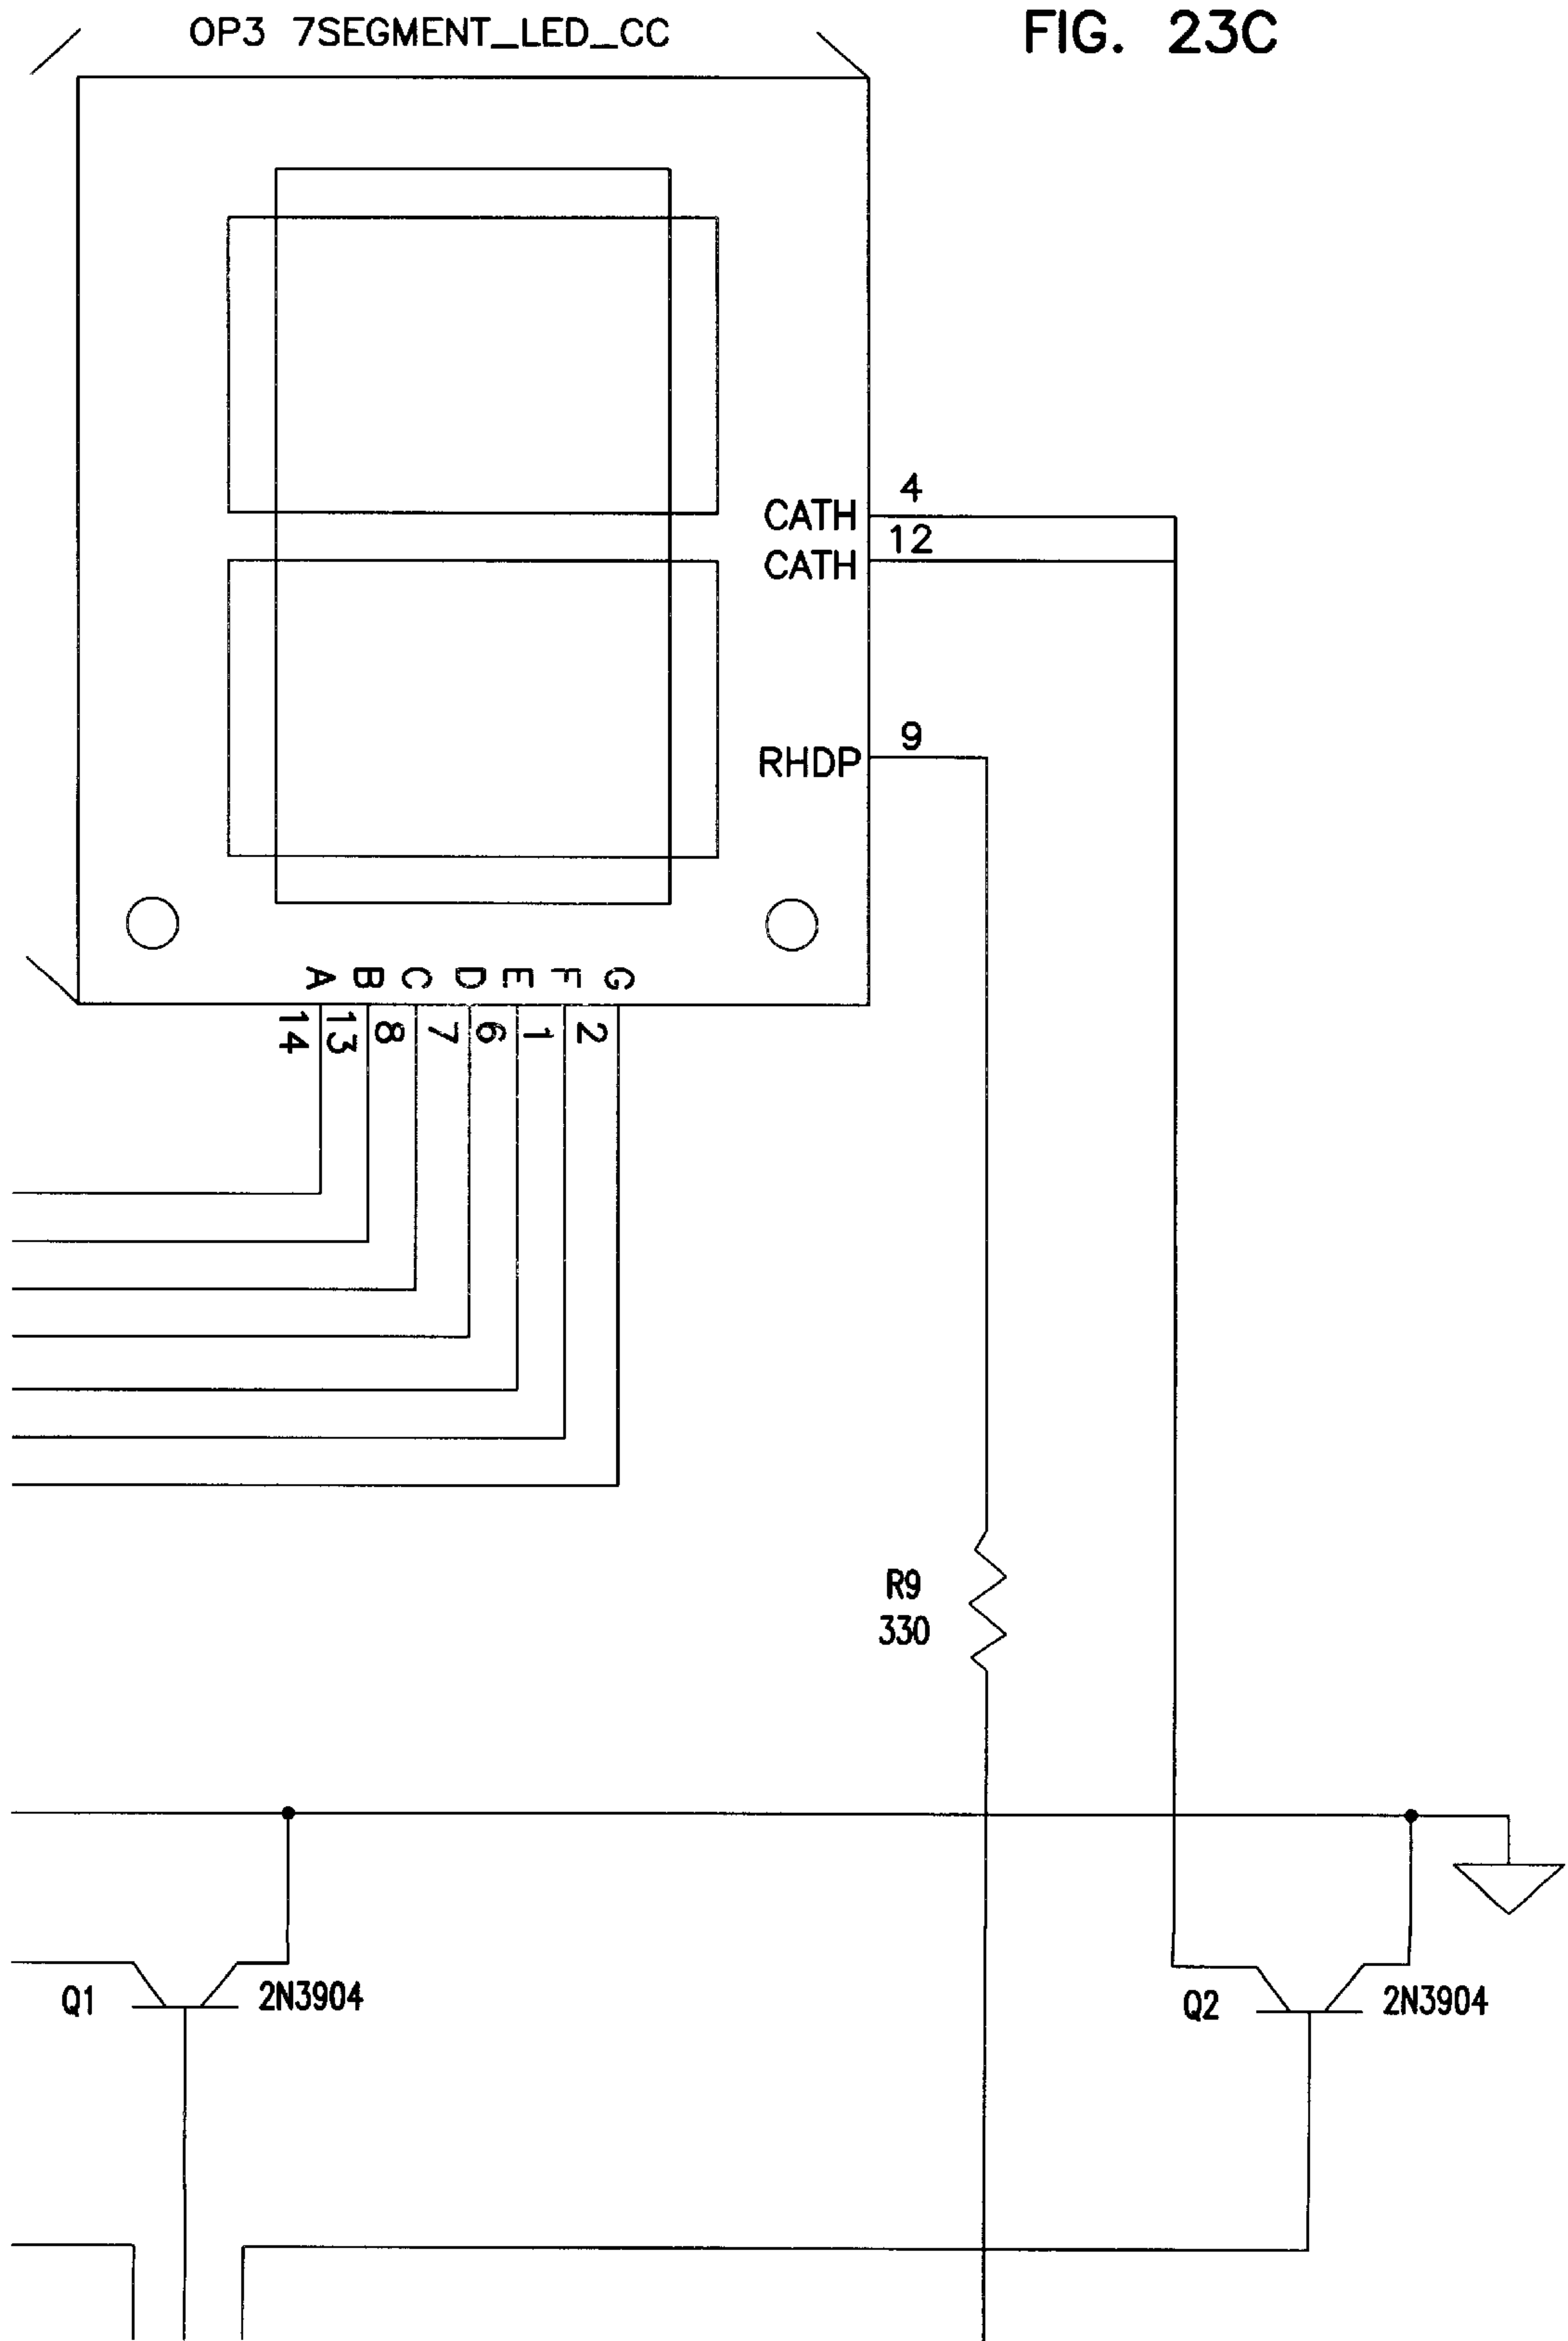 OP3 7SEGMENT_LED_CC
FIG. 23C
4
CATH
12
CATH
9
RHDP
A B C D E F G
14 13 8 7 6 1 2
R9
330
Q1
2N3904
Q2
2N3904